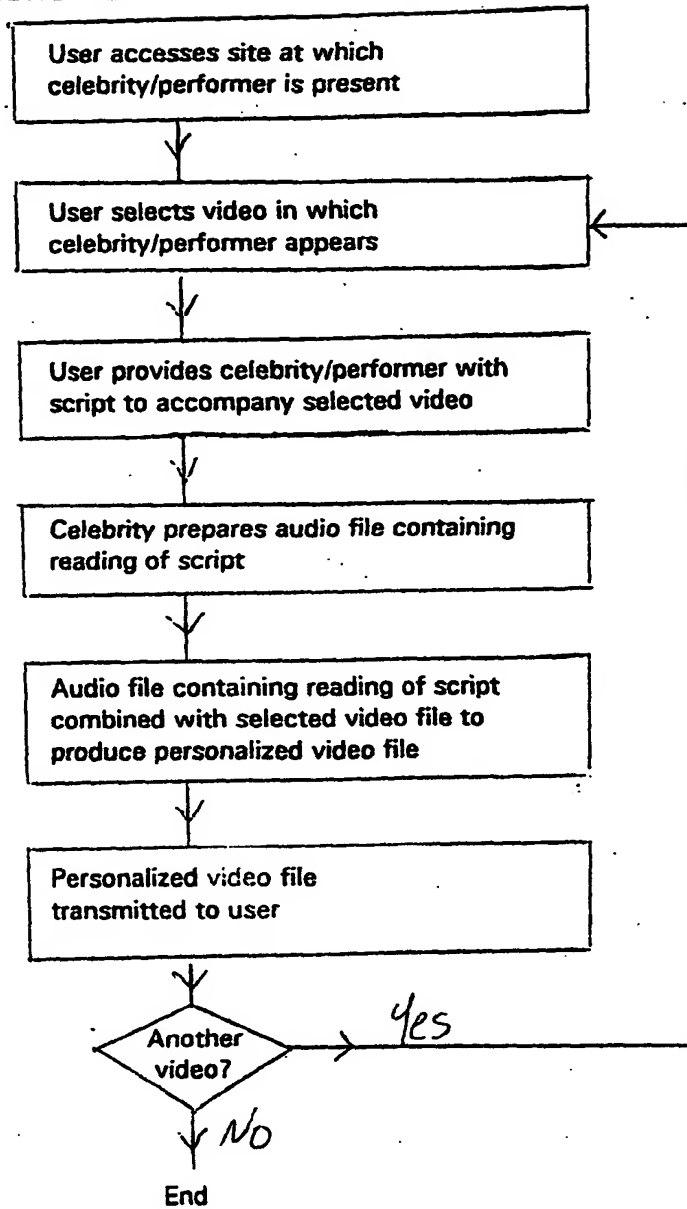 User accesses site at which
celebrity/performer is present
User selects video in which
celebrity/performer appears
User provides celebrity/performer with
script to accompany selected video
Celebrity prepares audio file containing
reading of script
Audio file containing reading of script
combined with selected video file to
produce personalized video file
Personalized video file
transmitted to user
Another
video?
Yes
No
End